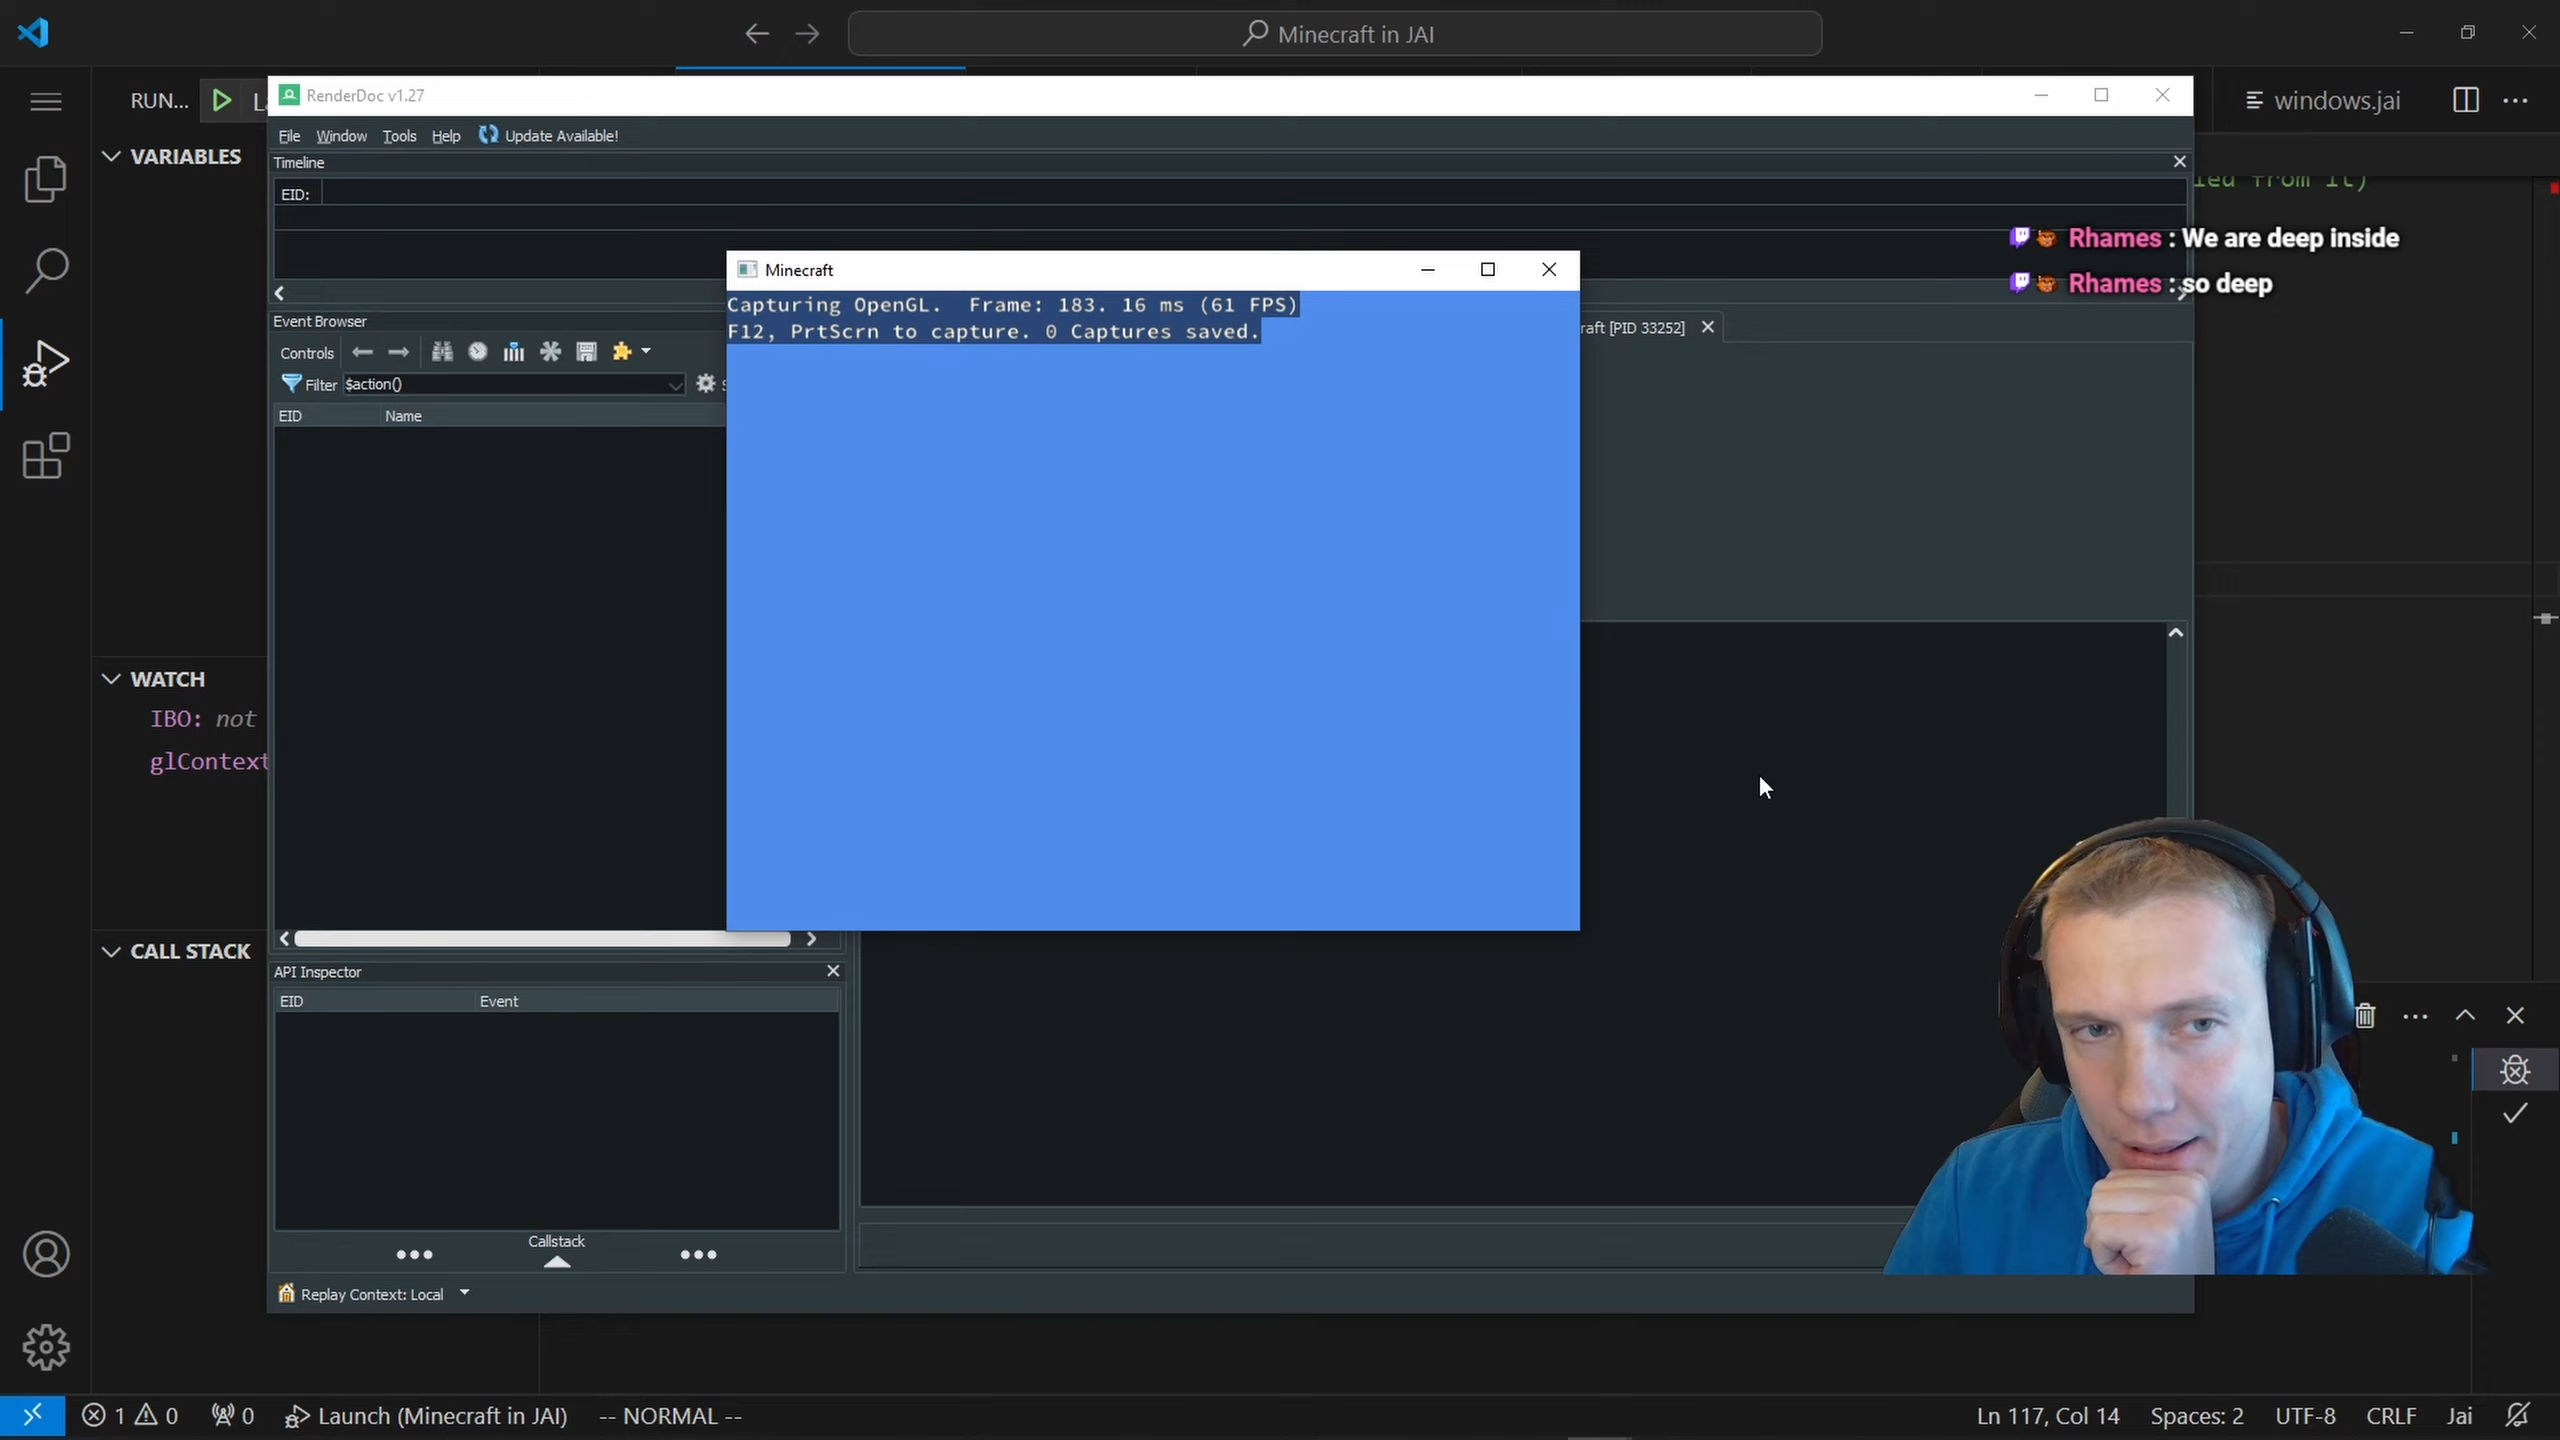 Minecraft in JAI
RUN...
RenderDoc v1.27
windows.jai
File Window Tools Help Update Available!
VARIABLES
Timeline
EID:
Rhames : We are deep inside
Rhames : so deep
Minecraft
Capturing OpenGL. Frame: 183. 16 ms (61 FPS)
F12, PrtScrn to capture. 0 Captures saved.
Event Browser
raft [PID 33252]
Controls
Filter $action()
EID Name
WATCH
IBO: not
glContext
CALL STACK
API Inspector
EID Event
Callstack
Replay Context: Local
1 0 0 Launch (Minecraft in JAI) -- NORMAL --
Ln 117, Col 14 Spaces: 2 UTF-8 CRLF Jai